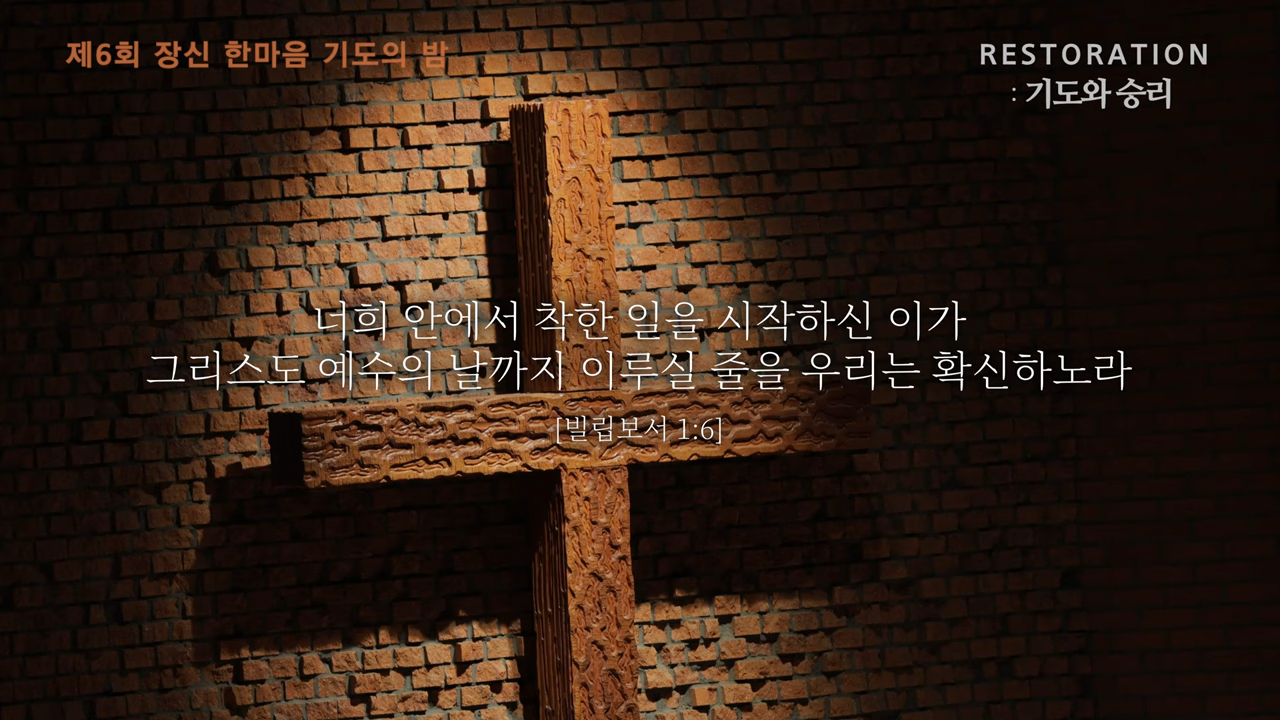 제6회 장신 한마음 기도의 밤
RESTORATION
: 기도와 승리
너희 안에서 착한 일을 시작하신 이가
그리스도 예수의 날까지 이루실 줄을 우리는 확신하노라
[빌립보서 1:6]